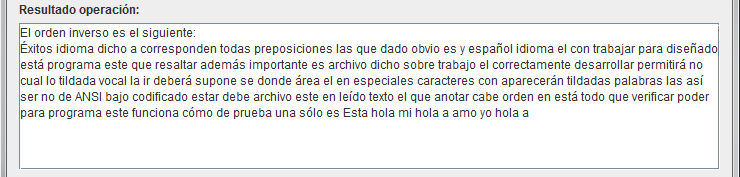 Resultado operación:
El orden inverso es el siguiente:
Éxitos idioma dicho a corresponden todas preposiciones las que dado obvio es y español idioma el con trabajar para diseñado
está programa este que resaltar además importante es archivo dicho sobre trabajo el correctamente desarrollar permitirá no
cual lo tildada vocal la ir deberá supone se donde área el en especiales caracteres con aparecerán tildadas palabras las así
ser no de ANSI bajo codificado estar debe archivo este en leído texto el que anotar cabe orden en está todo que verificar poder
para programa este funciona cómo de prueba una sólo es Esta hola mi hola a amo yo hola a